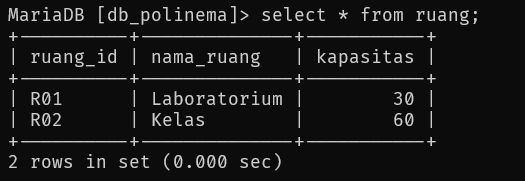 MariaDB [db_polinema]> select * from ruang;
+----------+--------------+-----------+
| ruang_id | nama_ruang   | kapasitas |
+----------+--------------+-----------+
| R01      | Laboratorium |        30 |
| R02      | Kelas        |        60 |
+----------+--------------+-----------+
2 rows in set (0.000 sec)